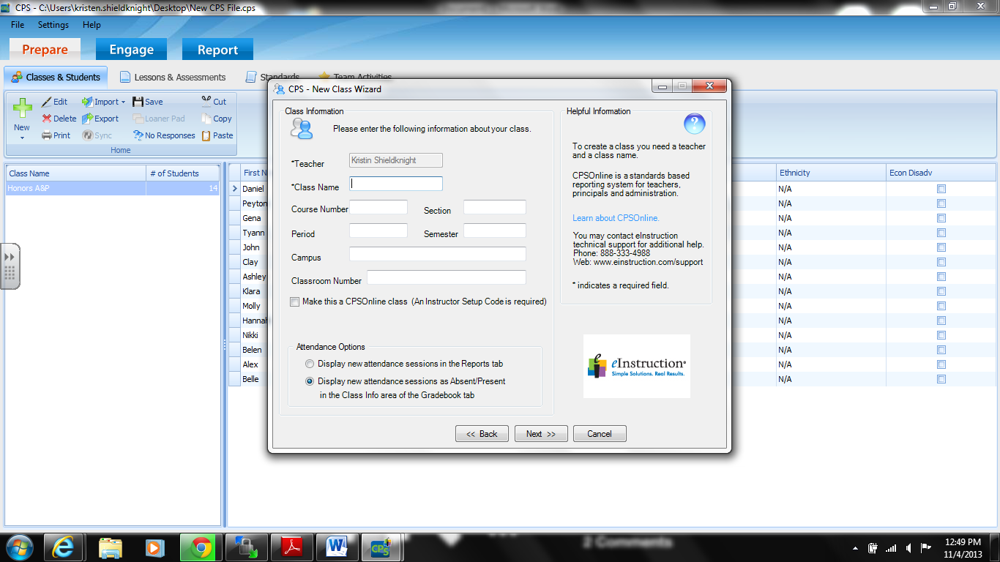 CPS - C:\Users\kristen.shieldknight\Desktop\New CPS File.cps
File Settings Help
Prepare Engage Report
Classes & Students Lessons & Assessments Standards Team Activities
New
Edit Import Save Cut
Delete Export Loaner Pad Copy
Print Sync No Responses Paste
Home
Class Name # of Students
Honors A&P 14
First N
Daniel
Peyton
Gena
Tyann
John
Clay
Ashley
Klara
Molly
Hannah
Nikki
Belen
Alex
Belle
CPS - New Class Wizard
Class Information
Please enter the following information about your class.
*Teacher Kristin Shieldknight
*Class Name
Course Number Section
Period Semester
Campus
Classroom Number
Make this a CPSOnline class (An Instructor Setup Code is required)
Attendance Options
Display new attendance sessions in the Reports tab
Display new attendance sessions as Absent/Present
in the Class Info area of the Gradebook tab
Helpful Information
?
To create a class you need a teacher
and a class name.
CPSOnline is a standards based
reporting system for teachers,
principals and administration.
Learn about CPSOnline.
You may contact eInstruction
technical support for additional help.
Phone: 888-333-4988
Web: www.einstruction.com/support
* indicates a required field.
eInstruction
Simple Solutions. Real Results.
<< Back Next >> Cancel
Ethnicity Econ Disadv
N/A
N/A
N/A
N/A
N/A
N/A
N/A
N/A
N/A
N/A
N/A
N/A
N/A
N/A
CPS
2 Comments
12:49 PM
11/4/2013